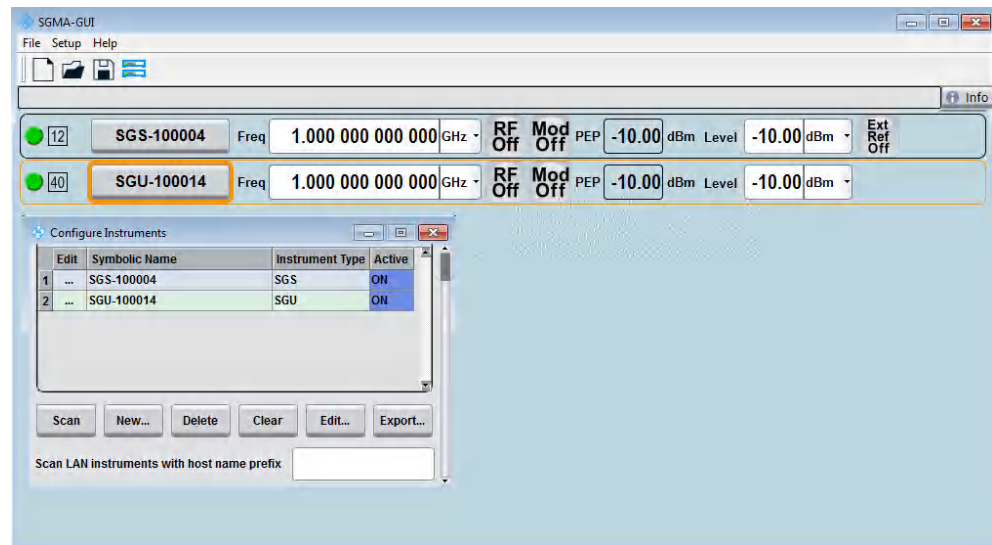 SGMA-GUI
File Setup Help
Info
12 SGS-100004 Freq 1.000 000 000 000 GHz RF Off Mod Off PEP -10.00 dBm Level -10.00 dBm Ext Ref Off
40 SGU-100014 Freq 1.000 000 000 000 GHz RF Off Mod Off PEP -10.00 dBm Level -10.00 dBm
Configure Instruments
Edit Symbolic Name Instrument Type Active
1 ... SGS-100004 SGS ON
2 ... SGU-100014 SGU ON
Scan New... Delete Clear Edit... Export...
Scan LAN instruments with host name prefix